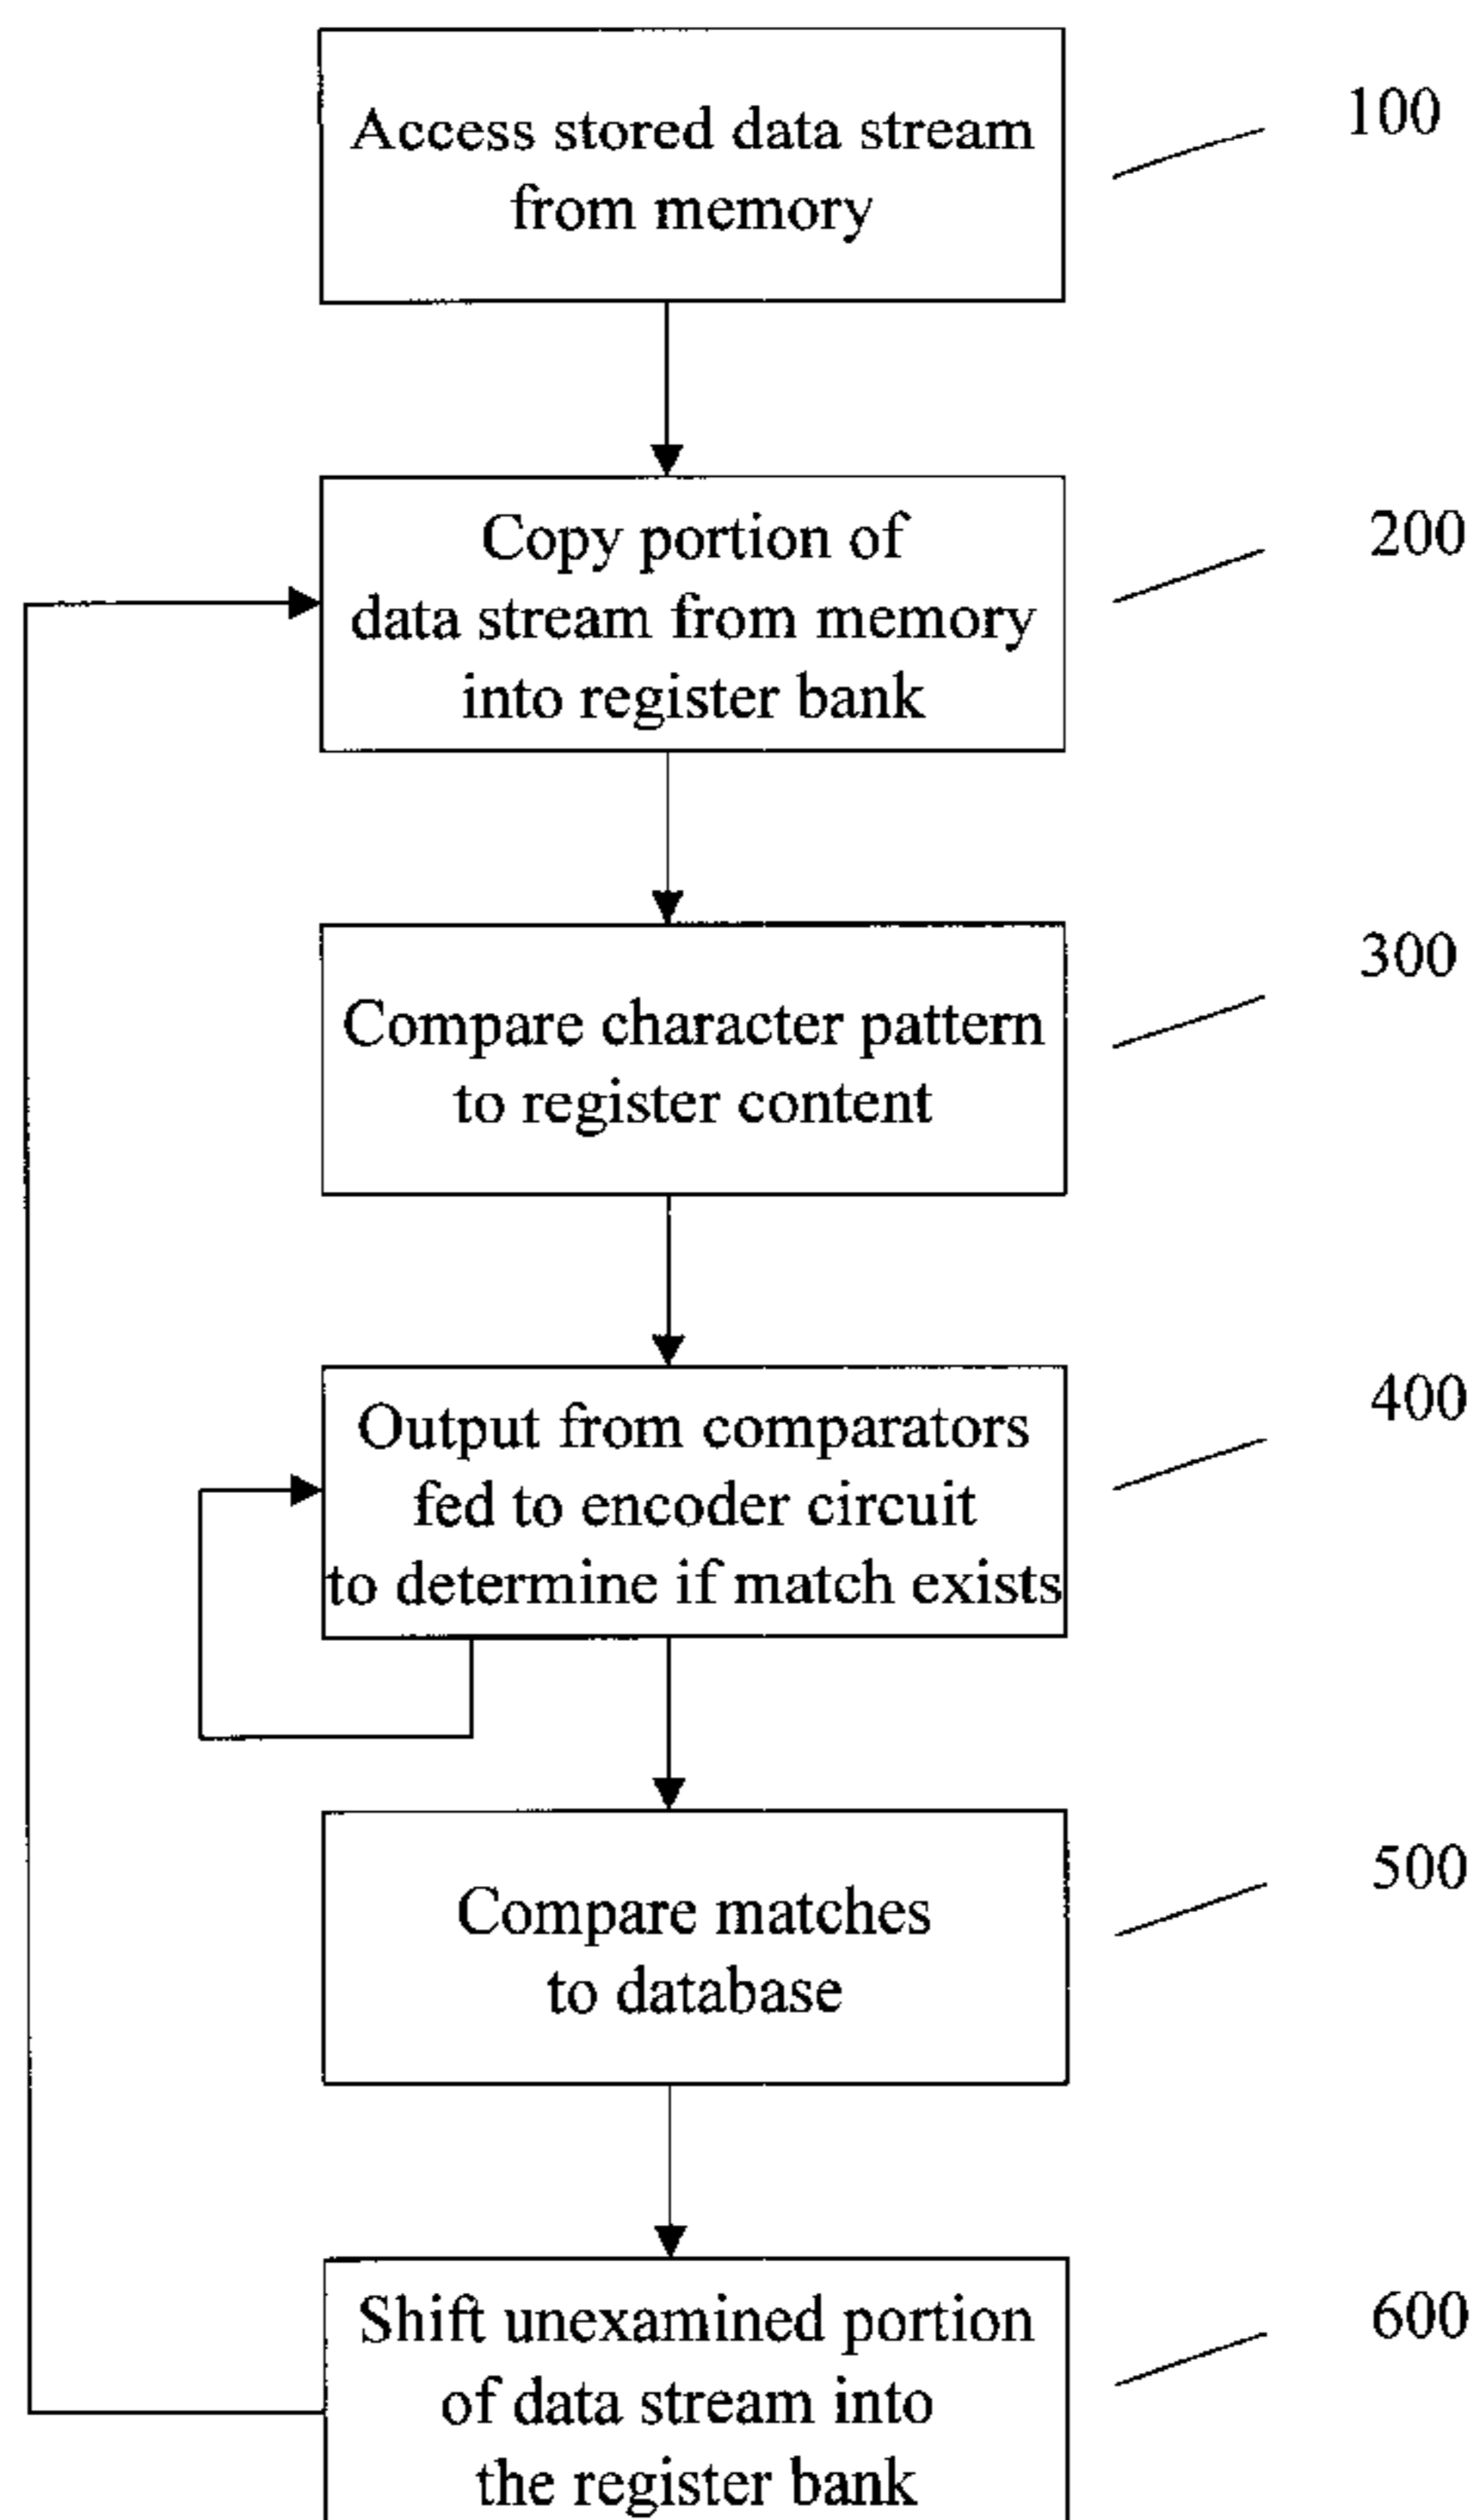 Access stored data stream
from memory
100
Copy portion of
data stream from memory
into register bank
200
Compare character pattern
to register content
300
Output from comparators
fed to encoder circuit
to determine if match exists
400
Compare matches
to database
500
Shift unexamined portion
of data stream into
the register bank
600